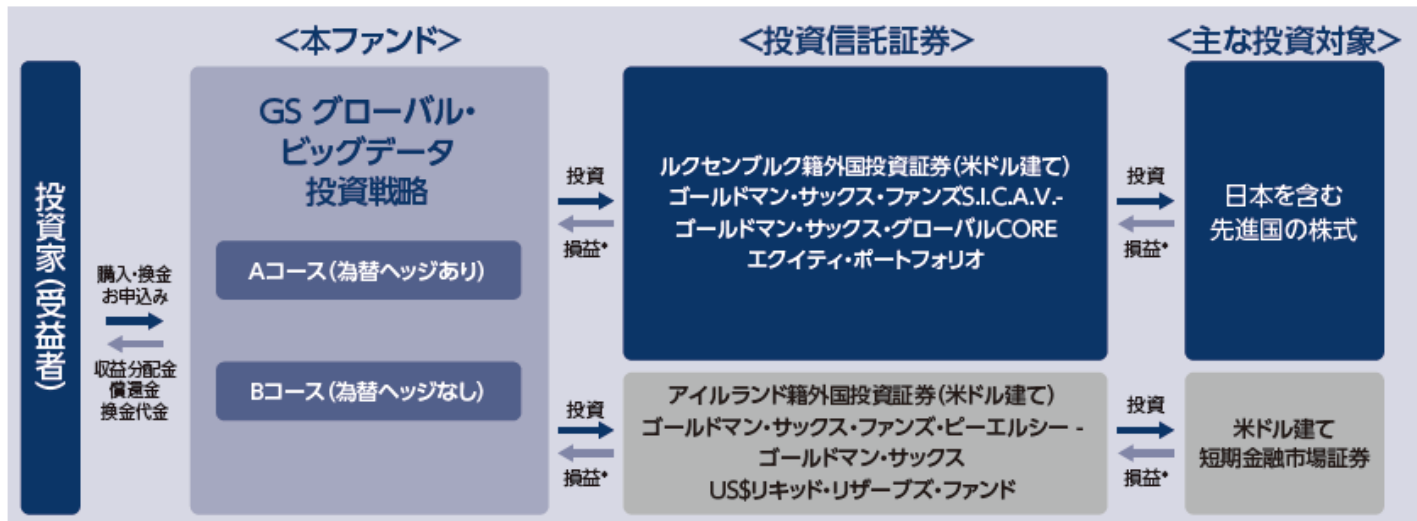 <本ファンド>
<投資信託証券>
<主な投資対象>
投資家(受益者)
購入・換金
お申込み
収益分配金
償還金
換金代金
GS グローバル・
ビッグデータ
投資戦略
Aコース(為替ヘッジあり)
Bコース(為替ヘッジなし)
投資
損益*
ルクセンブルク籍外国投資証券(米ドル建て)
ゴールドマン・サックス・ファンズS.I.C.A.V.-
ゴールドマン・サックス・グローバルCORE
エクイティ・ポートフォリオ
投資
損益*
日本を含む
先進国の株式
投資
損益*
アイルランド籍外国投資証券(米ドル建て)
ゴールドマン・サックス・ファンズ・ピーエルシー -
ゴールドマン・サックス
US$リキッド・リザーブズ・ファンド
投資
損益*
米ドル建て
短期金融市場証券